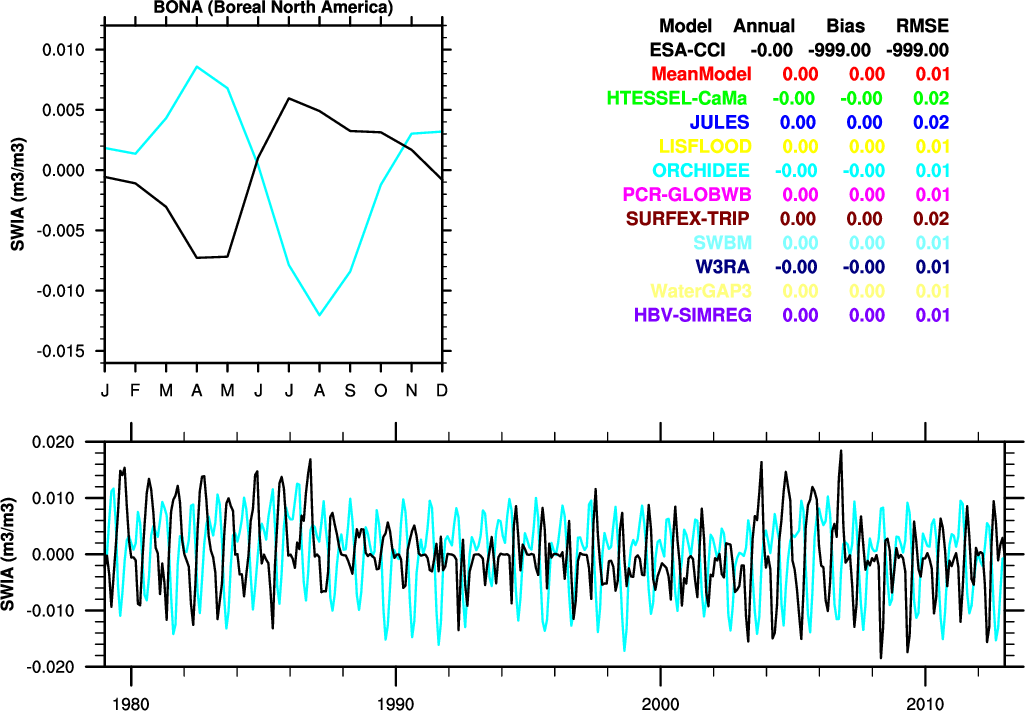 BONA (Boreal North America)
0.010
0.005
0.000
-0.005
-0.010
-0.015
SWIA (m3/m3)
J F M A M J J A S O N D
Model Annual Bias RMSE
ESA-CCI -0.00 -999.00 -999.00
MeanModel 0.00 0.00 0.01
HTESSEL-CaMa -0.00 -0.00 0.02
JULES 0.00 0.00 0.02
LISFLOOD 0.00 0.00 0.01
ORCHIDEE -0.00 -0.00 0.01
PCR-GLOBWB 0.00 0.00 0.01
SURFEX-TRIP 0.00 0.00 0.02
SWBM 0.00 0.00 0.01
W3RA -0.00 -0.00 0.01
WaterGAP3 0.00 0.00 0.01
HBV-SIMREG 0.00 0.00 0.01
0.020
0.010
0.000
-0.010
-0.020
SWIA (m3/m3)
1980 1990 2000 2010